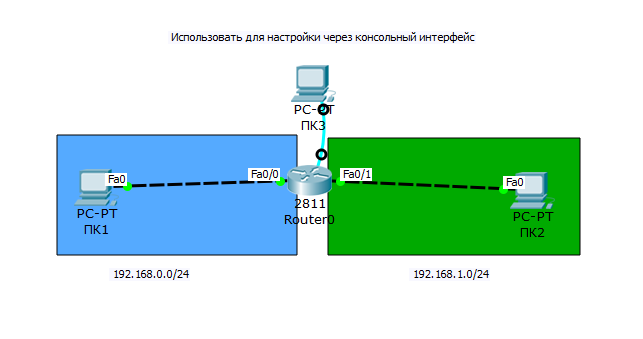 Использовать для настройки через консольный интерфейс
PC-PT
ПК3
Fa0
Fa0/0
Fa0/1
Fa0
PC-PT
ПК1
2811
Router0
PC-PT
ПК2
192.168.0.0/24
192.168.1.0/24